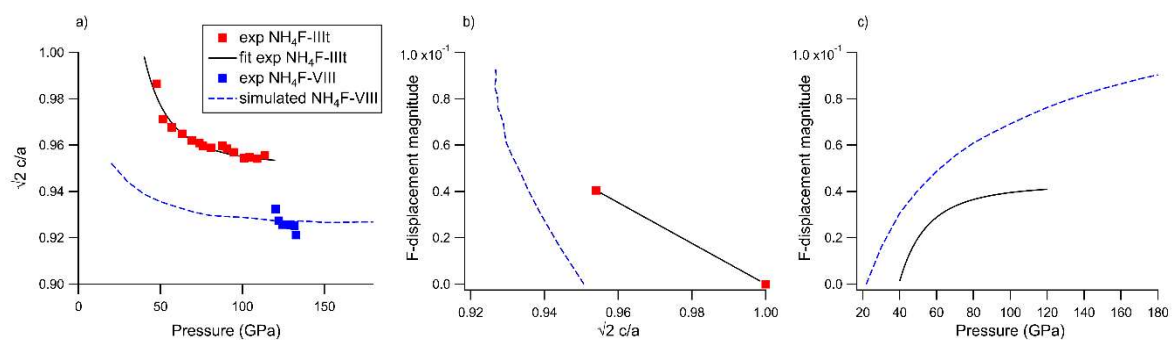 a)
1.00
0.98
0.96
0.94
0.92
0.90
√2 c/a
0
50
100
150
Pressure (GPa)
exp NH₄F-IIIt
fit exp NH₄F-IIIt
exp NH₄F-VIII
simulated NH₄F-VIII
b)
1.0 x10⁻¹
0.8
0.6
0.4
0.2
0.0
F-displacement magnitude
0.92 0.94 0.96 0.98 1.00
√2 c/a
c)
1.0 x10⁻¹
0.8
0.6
0.4
0.2
0.0
F-displacement magnitude
20 40 60 80 100 120 140 160 180
Pressure (GPa)